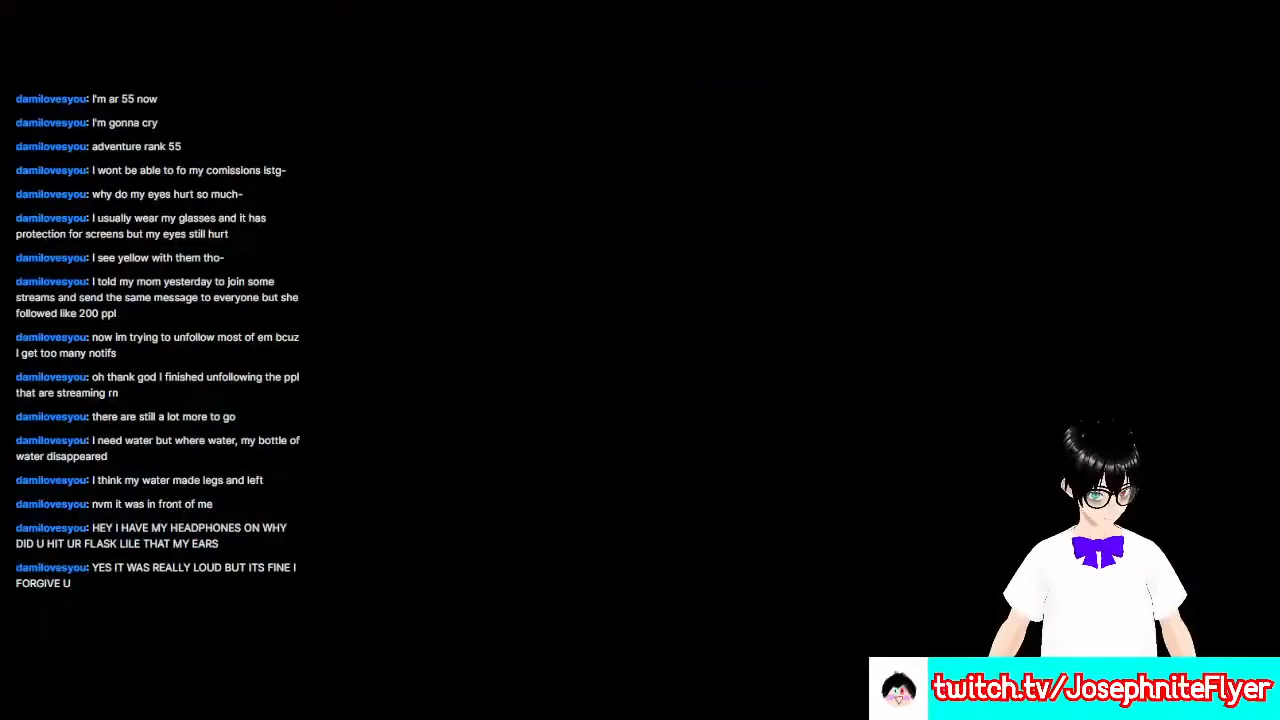 damilovesyou: I'm ar 55 now
damilovesyou: I'm gonna cry
damilovesyou: adventure rank 55
damilovesyou: I wont be able to fo my comissions istg-
damilovesyou: why do my eyes hurt so much-
damilovesyou: I usually wear my glasses and it has
protection for screens but my eyes still hurt
damilovesyou: I see yellow with them tho-
damilovesyou: I told my mom yesterday to join some
streams and send the same message to everyone but she
followed like 200 ppl
damilovesyou: now im trying to unfollow most of em bcuz
I get too many notifs
damilovesyou: oh thank god I finished unfollowing the ppl
that are streaming rn
damilovesyou: there are still a lot more to go
damilovesyou: I need water but where water, my bottle of
water disappeared
damilovesyou: I think my water made legs and left
damilovesyou: nvm it was in front of me
damilovesyou: HEY I HAVE MY HEADPHONES ON WHY
DID U HIT UR FLASK LILE THAT MY EARS
damilovesyou: YES IT WAS REALLY LOUD BUT ITS FINE I
FORGIVE U
twitch.tv/JosephniteFlyer